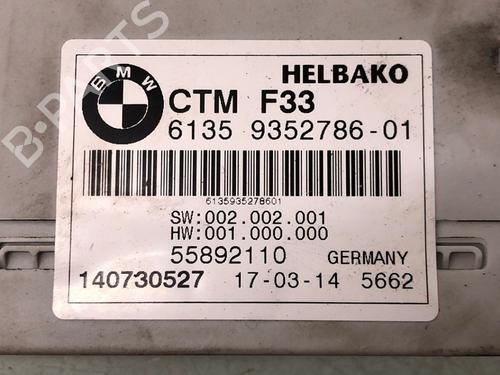 B-PARTS
BMW
HELBAKO
CTM F33
6135 9352786-01
6135935278601
SW:002.002.001
HW:001.000.000
55892110 GERMANY
140730527 17-03-14 5662